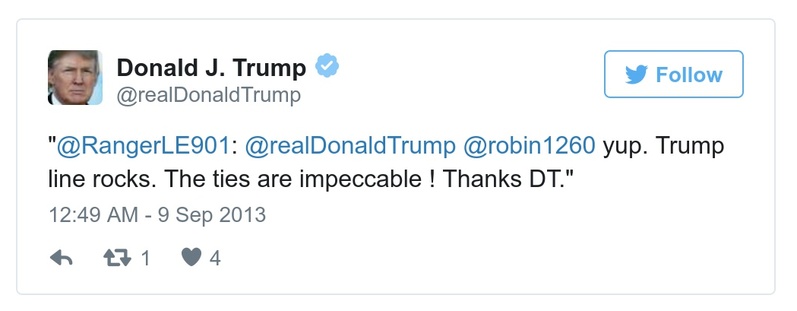 Donald J. Trump
@realDonaldTrump
Follow
"@RangerLE901: @realDonaldTrump @robin1260 yup. Trump
line rocks. The ties are impeccable ! Thanks DT."
12:49 AM - 9 Sep 2013
1 4